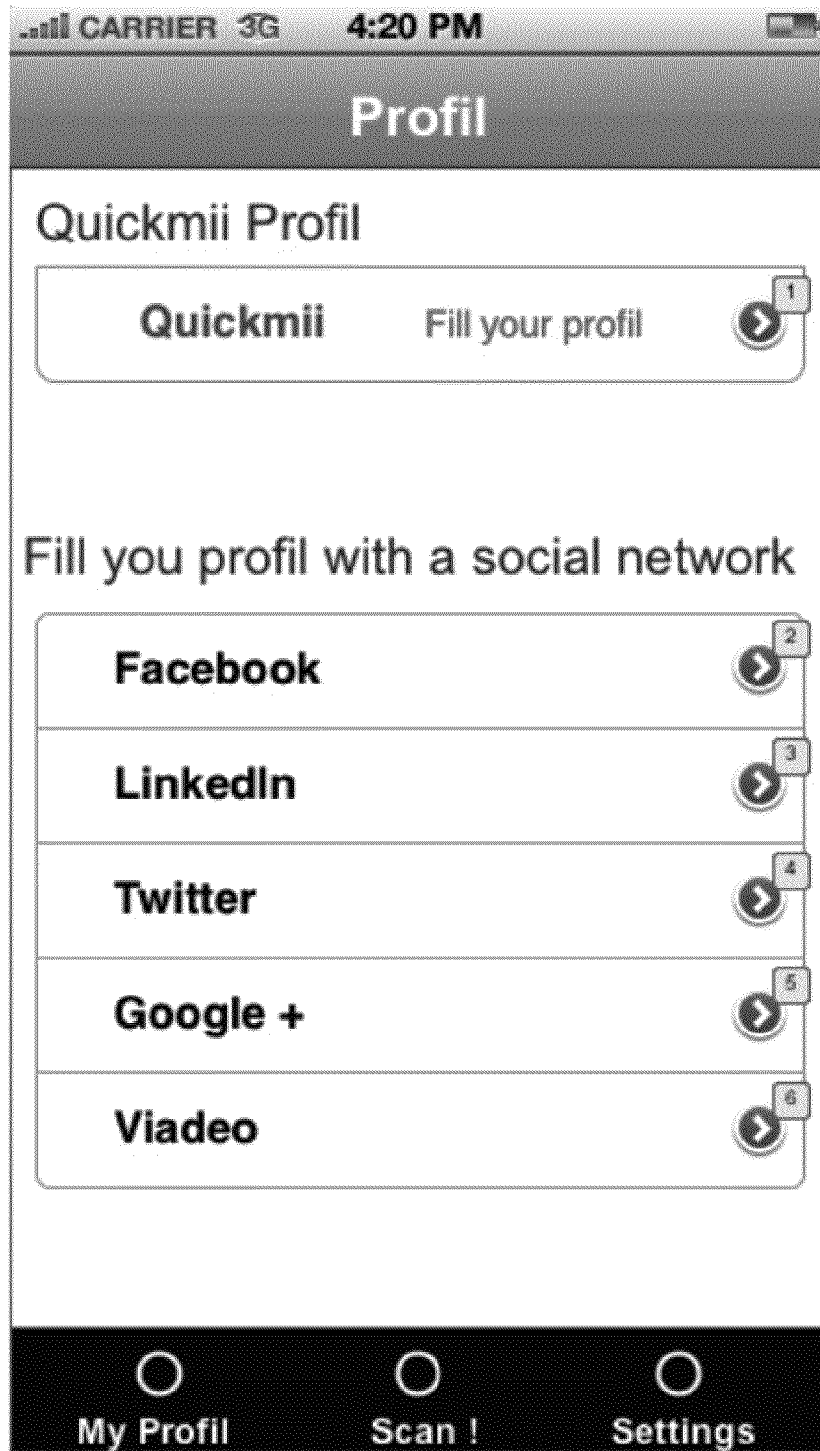 CARRIER 3G 4:20 PM
Profil
Quickmii Profil
Quickmii Fill your profil 1
Fill you profil with a social network
Facebook 2
LinkedIn 3
Twitter 4
Google + 5
Viadeo 6
My Profil Scan ! Settings